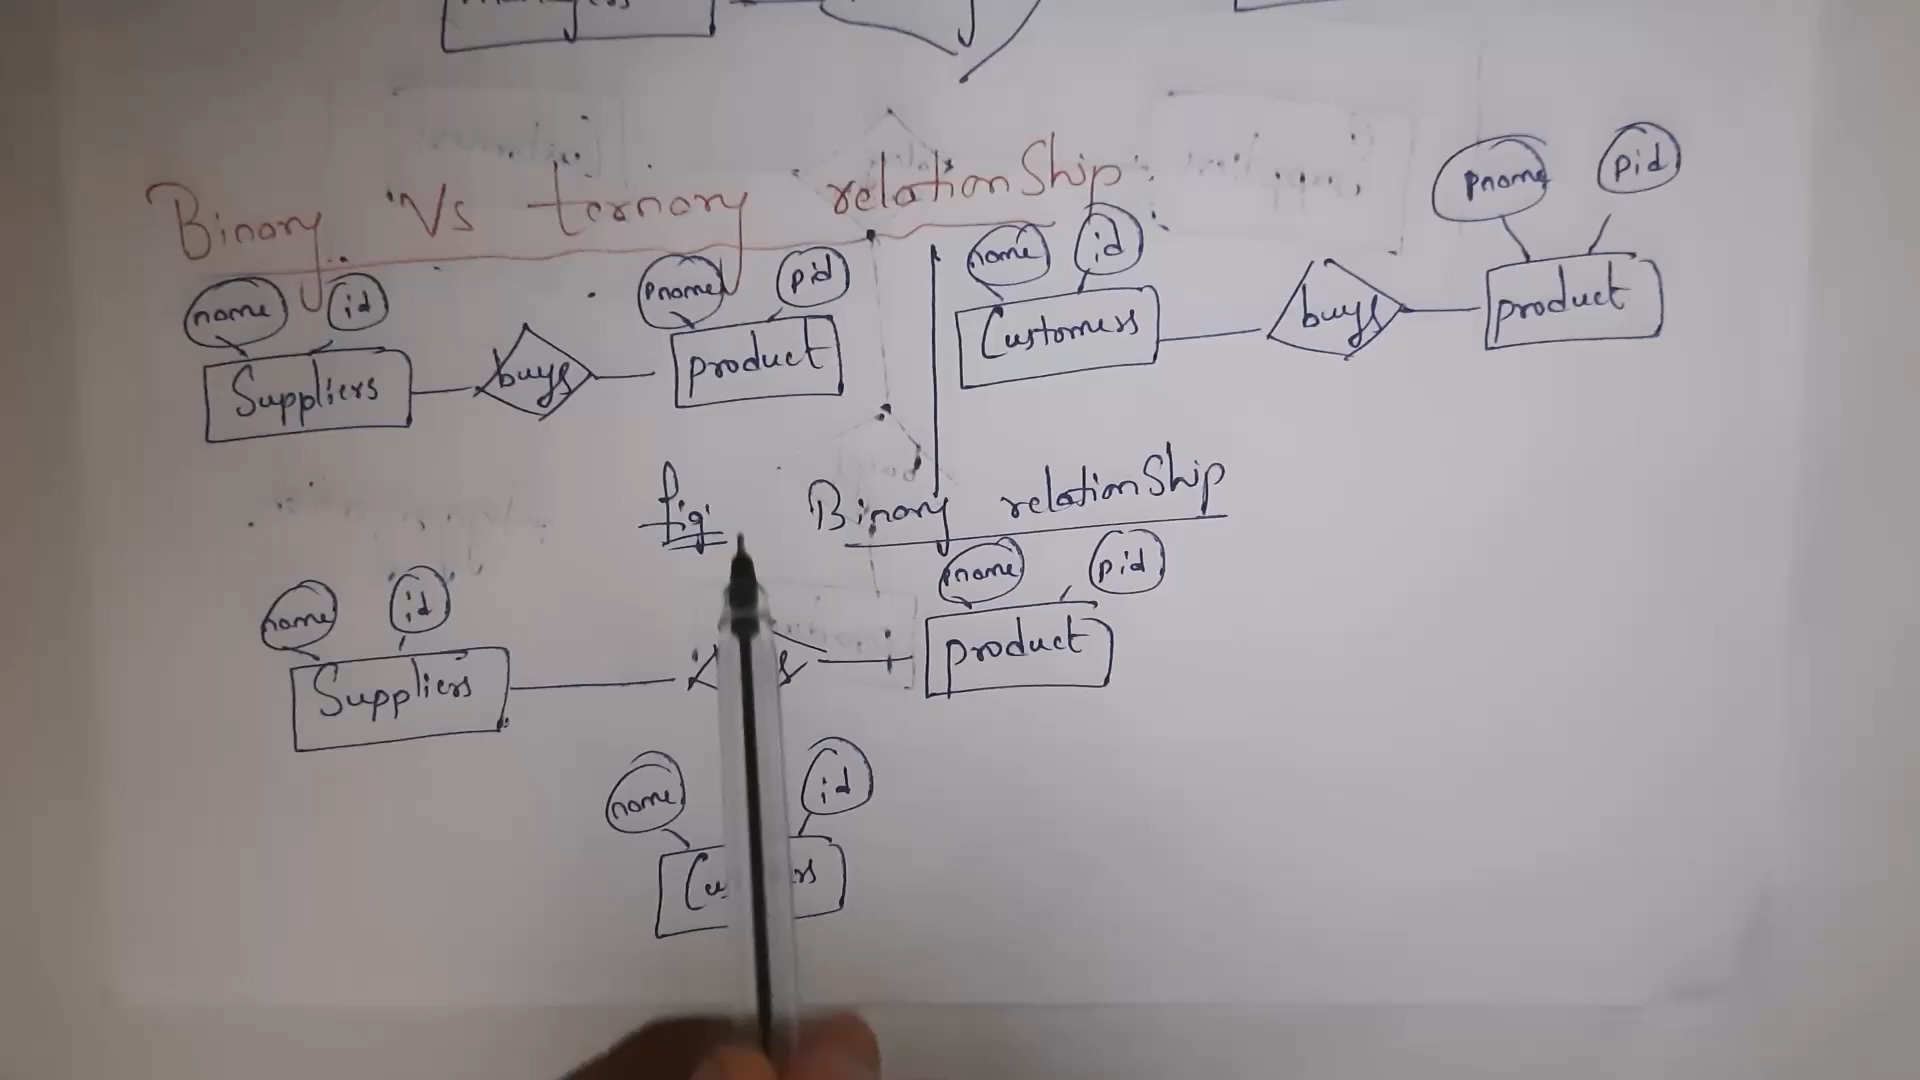 Binary Vs ternary relationship
name id pname pid
Suppliers buys product
name id pname pid
Customers buys product
fig: Binary relationship
name id pname pid
Suppliers product
name id